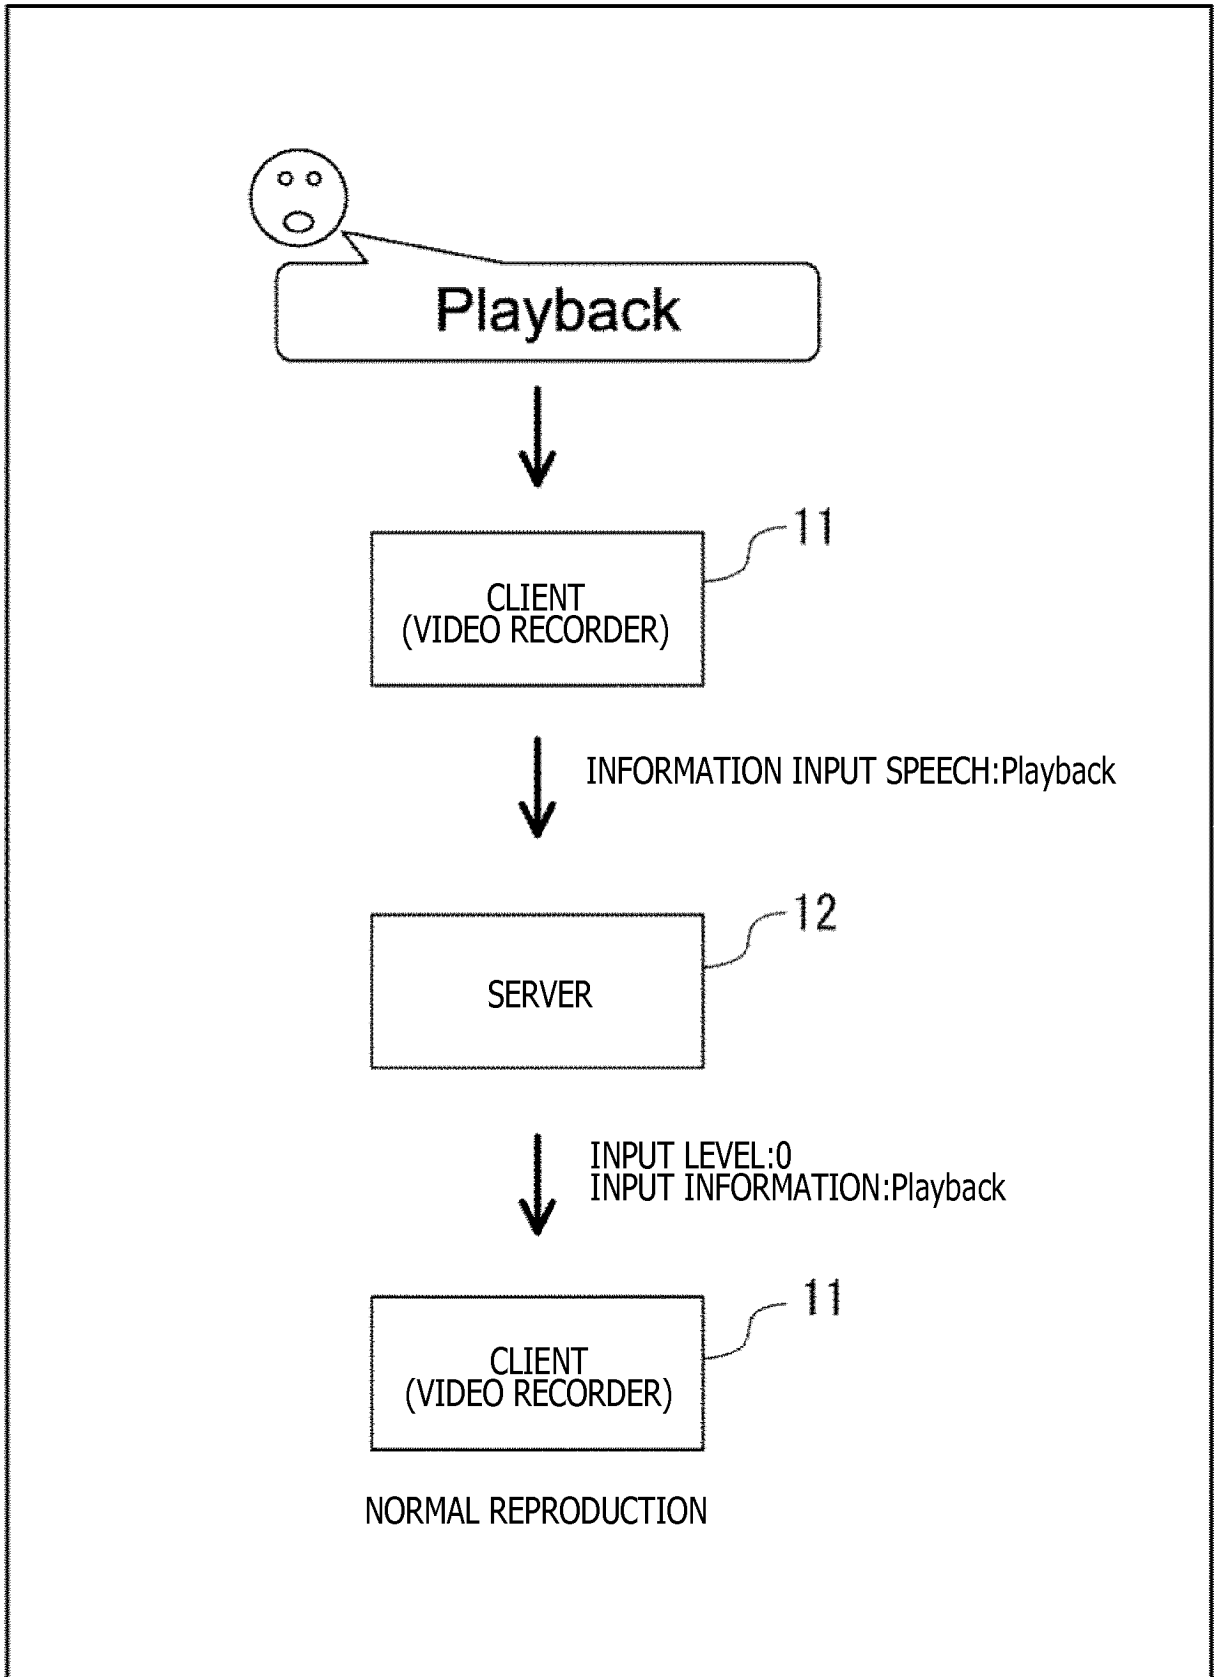 Playback
11
CLIENT
(VIDEO RECORDER)
INFORMATION INPUT SPEECH:Playback
12
SERVER
INPUT LEVEL:0
INPUT INFORMATION:Playback
11
CLIENT
(VIDEO RECORDER)
NORMAL REPRODUCTION